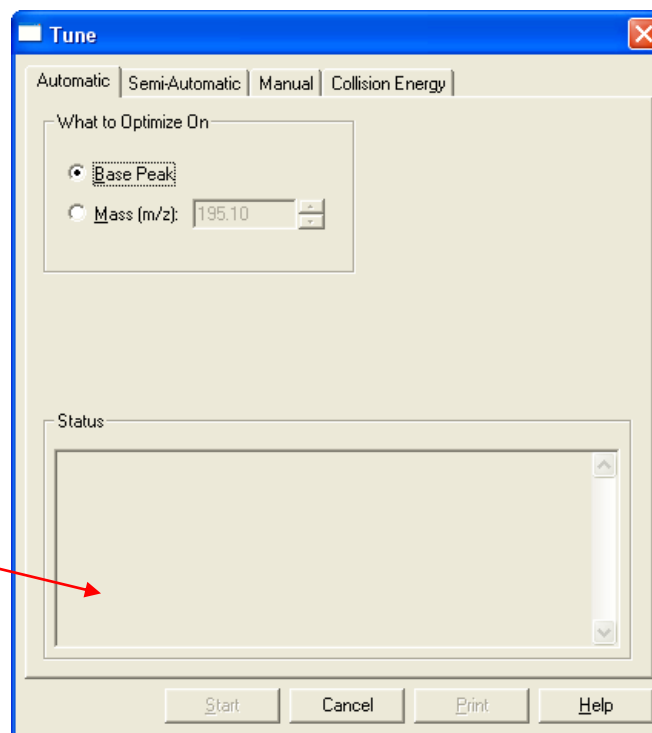 Tune
Automatic Semi-Automatic Manual Collision Energy
What to Optimize On
Base Peak
Mass (m/z): 195.10
Status
Start Cancel Print Help